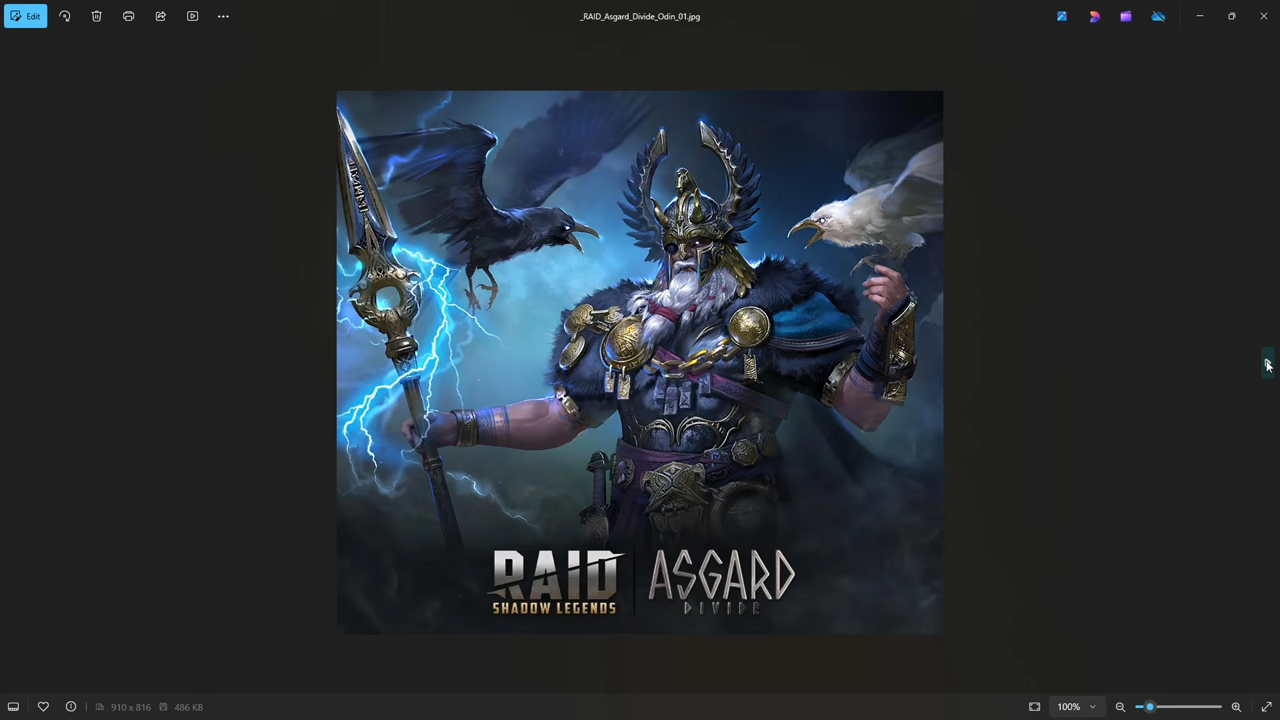 Edit
_RAID_Asgard_Divide_Odin_01.jpg
RAID
SHADOW LEGENDS
ASGARD
DIVIDE
910 x 816
486 KB
100%